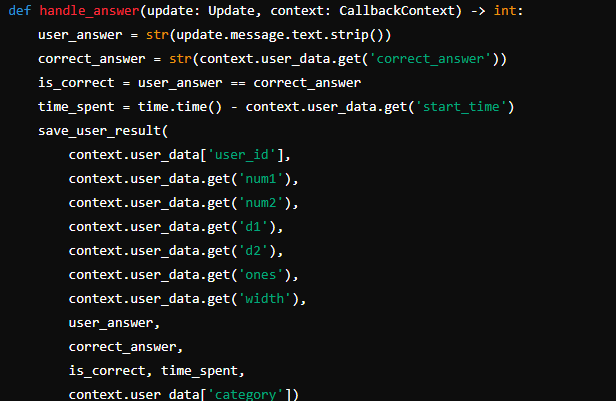 def handle_answer(update: Update, context: CallbackContext) -> int:
    user_answer = str(update.message.text.strip())
    correct_answer = str(context.user_data.get('correct_answer'))
    is_correct = user_answer == correct_answer
    time_spent = time.time() - context.user_data.get('start_time')
    save_user_result(
        context.user_data['user_id'],
        context.user_data.get('num1'),
        context.user_data.get('num2'),
        context.user_data.get('d1'),
        context.user_data.get('d2'),
        context.user_data.get('ones'),
        context.user_data.get('width'),
        user_answer,
        correct_answer,
        is_correct, time_spent,
        context.user_data['category'])